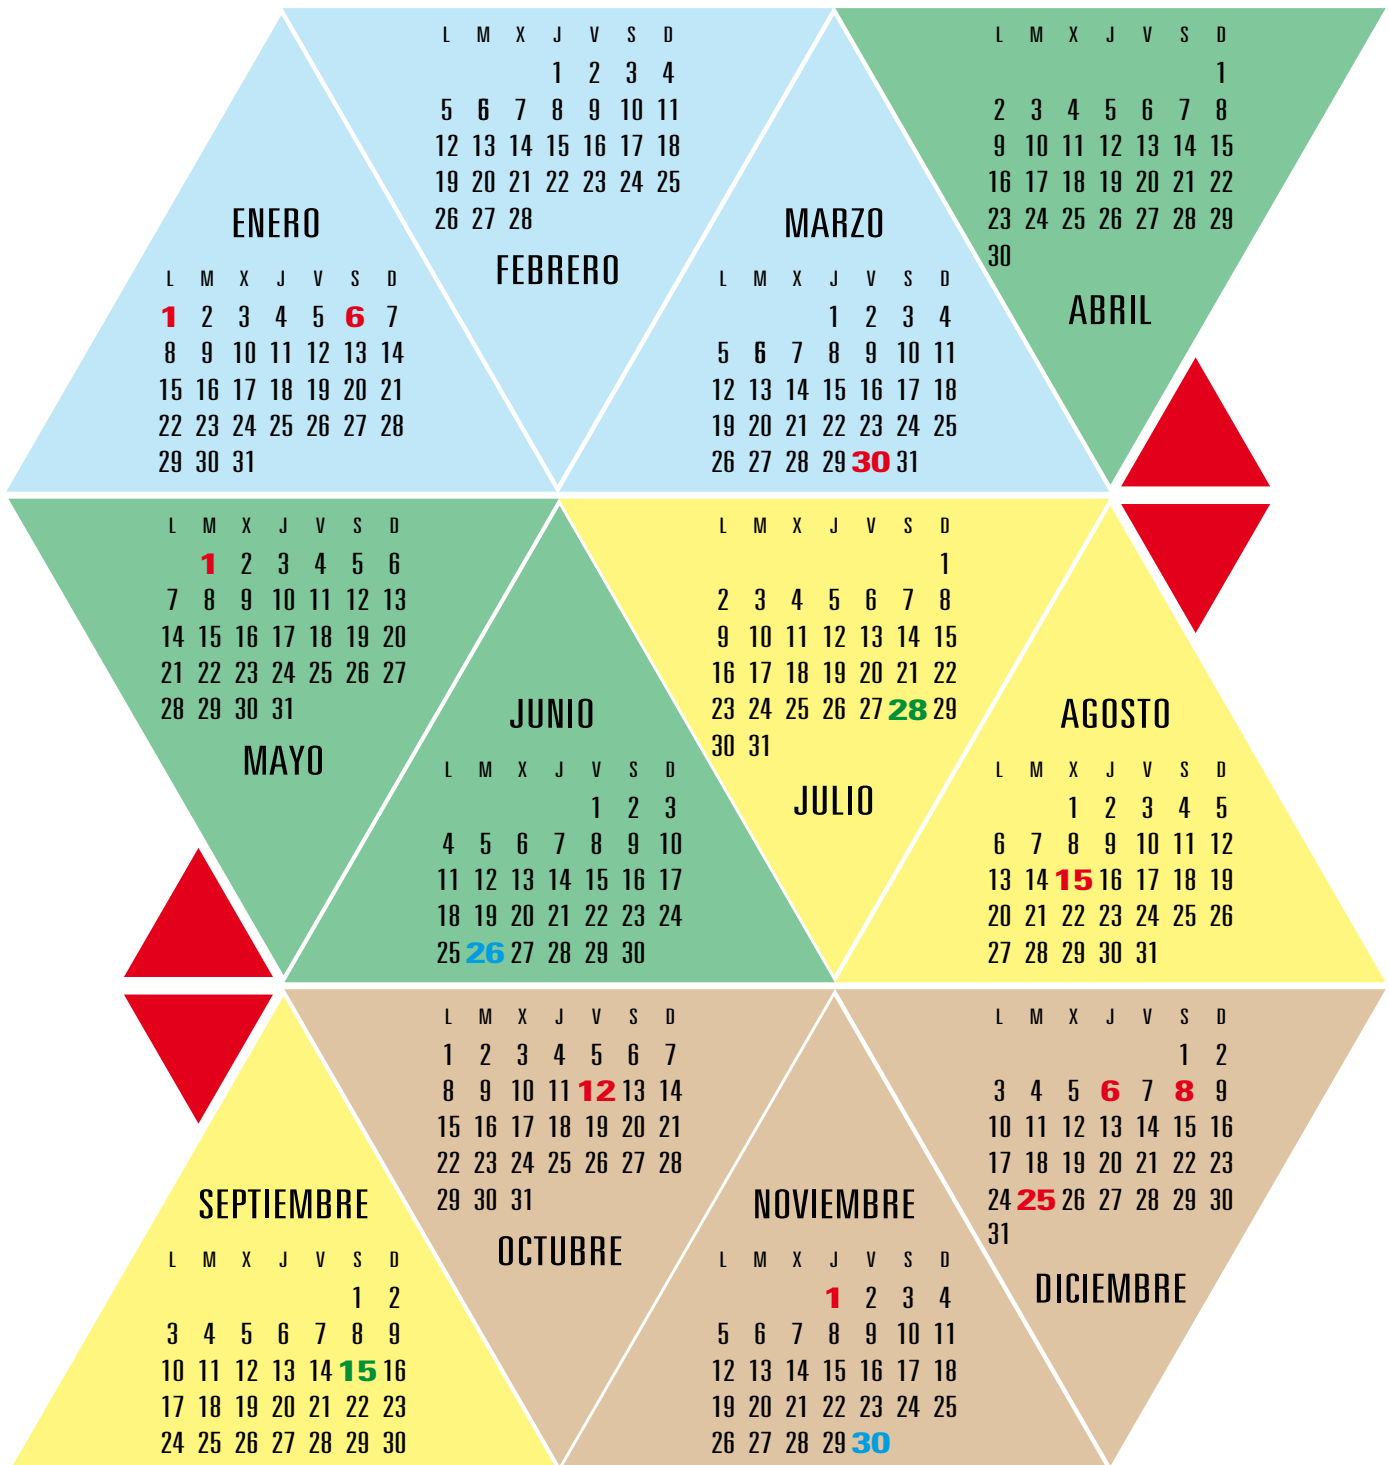 ENERO
L M X J V S D
1 2 3 4 5 6 7
8 9 10 11 12 13 14
15 16 17 18 19 20 21
22 23 24 25 26 27 28
29 30 31
L M X J V S D
1 2 3 4
5 6 7 8 9 10 11
12 13 14 15 16 17 18
19 20 21 22 23 24 25
26 27 28
FEBRERO
MARZO
L M X J V S D
1 2 3 4
5 6 7 8 9 10 11
12 13 14 15 16 17 18
19 20 21 22 23 24 25
26 27 28 29 30 31
L M X J V S D
1
2 3 4 5 6 7 8
9 10 11 12 13 14 15
16 17 18 19 20 21 22
23 24 25 26 27 28 29
30
ABRIL
L M X J V S D
1 2 3 4 5 6
7 8 9 10 11 12 13
14 15 16 17 18 19 20
21 22 23 24 25 26 27
28 29 30 31
MAYO
JUNIO
L M X J V S D
1 2 3
4 5 6 7 8 9 10
11 12 13 14 15 16 17
18 19 20 21 22 23 24
25 26 27 28 29 30
L M X J V S D
1
2 3 4 5 6 7 8
9 10 11 12 13 14 15
16 17 18 19 20 21 22
23 24 25 26 27 28 29
30 31
JULIO
AGOSTO
L M X J V S D
1 2 3 4 5
6 7 8 9 10 11 12
13 14 15 16 17 18 19
20 21 22 23 24 25 26
27 28 29 30 31
SEPTIEMBRE
L M X J V S D
1 2
3 4 5 6 7 8 9
10 11 12 13 14 15 16
17 18 19 20 21 22 23
24 25 26 27 28 29 30
L M X J V S D
1 2 3 4 5 6 7
8 9 10 11 12 13 14
15 16 17 18 19 20 21
22 23 24 25 26 27 28
29 30 31
OCTUBRE
NOVIEMBRE
L M X J V S D
1 2 3 4
5 6 7 8 9 10 11
12 13 14 15 16 17 18
19 20 21 22 23 24 25
26 27 28 29 30
L M X J V S D
1 2
3 4 5 6 7 8 9
10 11 12 13 14 15 16
17 18 19 20 21 22 23
24 25 26 27 28 29 30
31
DICIEMBRE